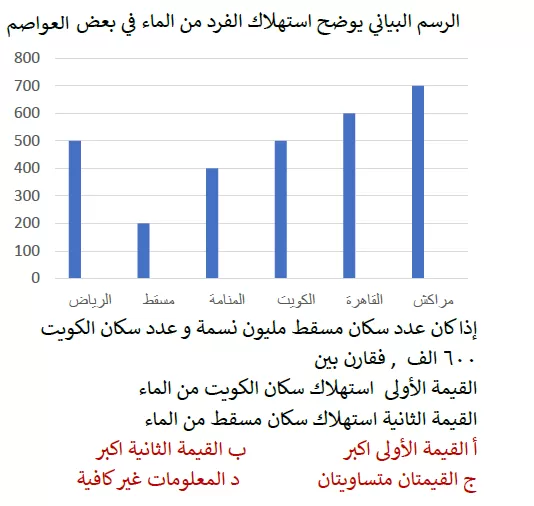 الرسم البياني يوضح استهلاك الفرد من الماء في بعض العواصم
800
700
600
500
400
300
200
100
0
الرياض مسقط المنامة الكويت القاهرة مراكش
إذا كان عدد سكان مسقط مليون نسمة و عدد سكان الكويت
٦٠٠ الف , فقارن بين
القيمة الأولى استهلاك سكان الكويت من الماء
القيمة الثانية استهلاك سكان مسقط من الماء
أ القيمة الأولى اكبر ب القيمة الثانية اكبر
ج القيمتان متساويتان د المعلومات غير كافية